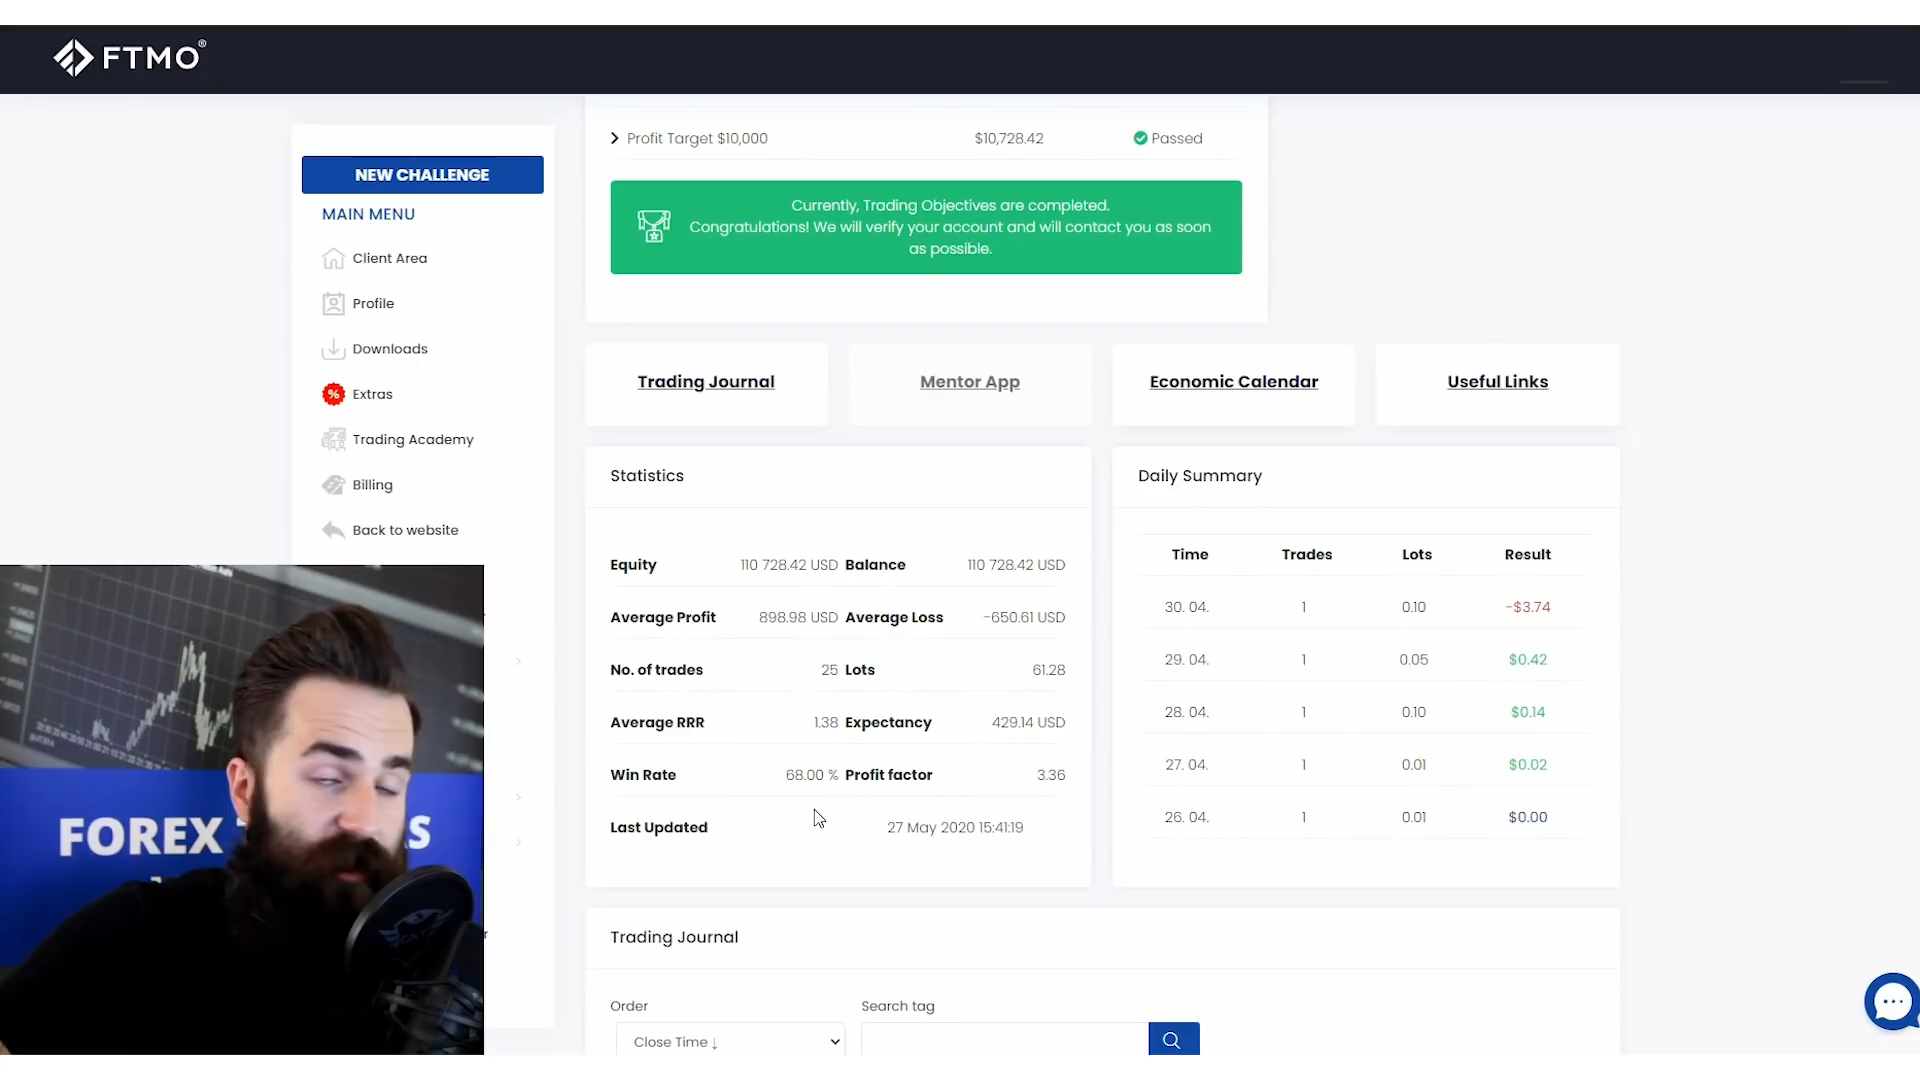 FTMO®
Profit Target $10,000 $10,728.42 Passed
NEW CHALLENGE
MAIN MENU
Client Area
Profile
Downloads
Extras
Trading Academy
Billing
Back to website
Currently, Trading Objectives are completed.
Congratulations! We will verify your account and will contact you as soon
as possible.
Trading Journal
Mentor App
Economic Calendar
Useful Links
Statistics
Equity 110 728.42 USD Balance 110 728.42 USD
Average Profit 898.98 USD Average Loss -650.61 USD
No. of trades 25 Lots 61.28
Average RRR 1.38 Expectancy 429.14 USD
Win Rate 68.00 % Profit factor 3.36
Last Updated 27 May 2020 15:41:19
Daily Summary
Time Trades Lots Result
30. 04. 1 0.10 -$3.74
29. 04. 1 0.05 $0.42
28. 04. 1 0.10 $0.14
27. 04. 1 0.01 $0.02
26. 04. 1 0.01 $0.00
FOREX
Trading Journal
Order
Search tag
Close Time ↓